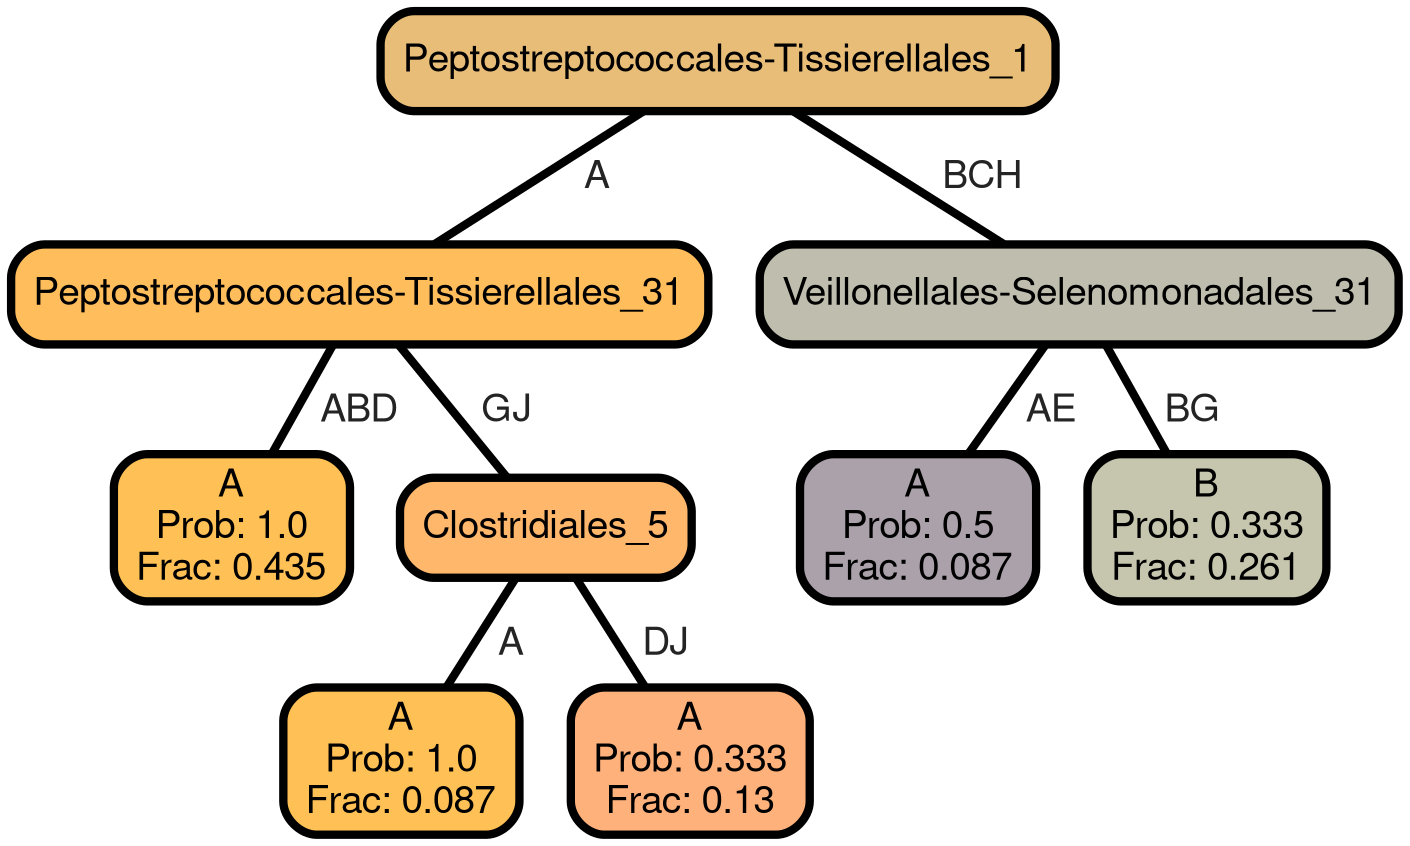 Peptostreptococcales-Tissierellales_1
A
BCH
Peptostreptococcales-Tissierellales_31
Veillonellales-Selenomonadales_31
ABD
GJ
AE
BG
A
Prob: 1.0
Frac: 0.435
Clostridiales_5
A
Prob: 0.5
Frac: 0.087
B
Prob: 0.333
Frac: 0.261
A
DJ
A
Prob: 1.0
Frac: 0.087
A
Prob: 0.333
Frac: 0.13